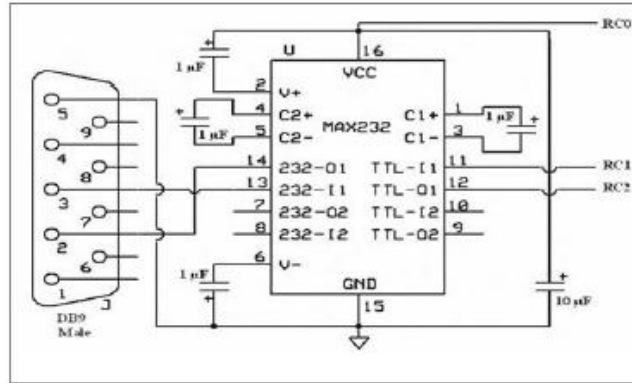 RC0
U
16
VCC
1 µF
2
V+
4
C2+
5
C2-
1 µF
MAX232
C1+
1
C1-
3
1 µF
14
232-O1
TTL-I1
11
RC1
13
232-I1
TTL-O1
12
RC2
7
232-O2
TTL-I2
10
8
232-I2
TTL-O2
9
6
V-
1 µF
GND
15
10 µF
5
9
4
8
3
7
2
6
1
J
DB9
Male